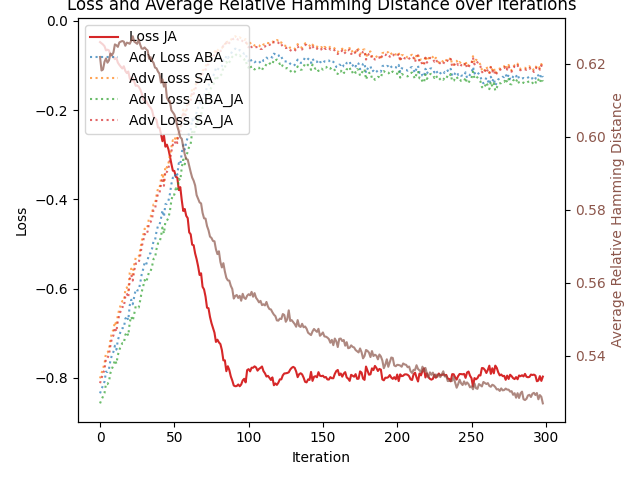 Loss and Average Relative Hamming Distance over Iterations
0.0
−0.2
−0.4
−0.6
−0.8
Loss
Loss JA
Adv Loss ABA
Adv Loss SA
Adv Loss ABA_JA
Adv Loss SA_JA
0.62
0.60
0.58
0.56
0.54
Average Relative Hamming Distance
0 50 100 150 200 250 300
Iteration